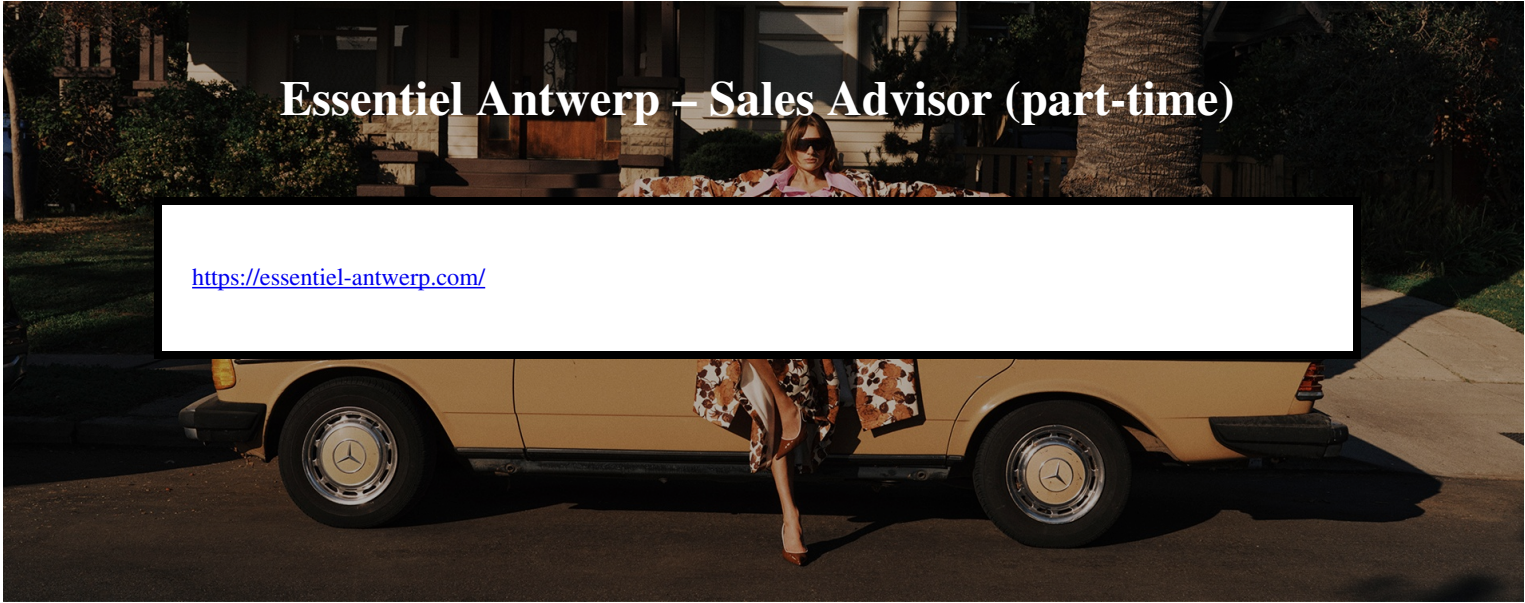 Essentiel Antwerp – Sales Advisor (part-time)
https://essentiel-antwerp.com/